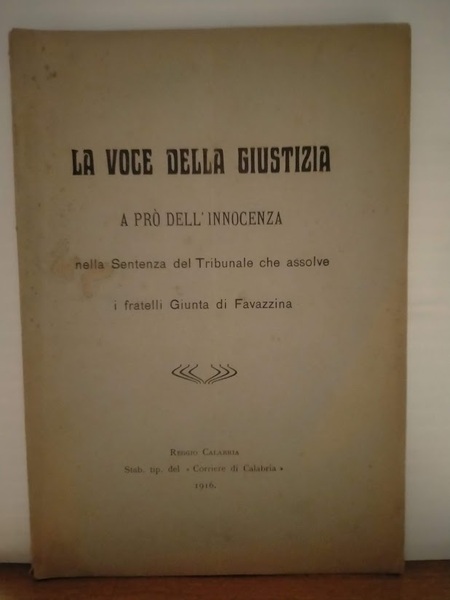 LA VOCE DELLA GIUSTIZIA
A PRÒ DELL'INNOCENZA
nella Sentenza del Tribunale che assolve
i fratelli Giunta di Favazzina
REGGIO CALABRIA
Stab. tip. del « Corriere di Calabria »
1916.